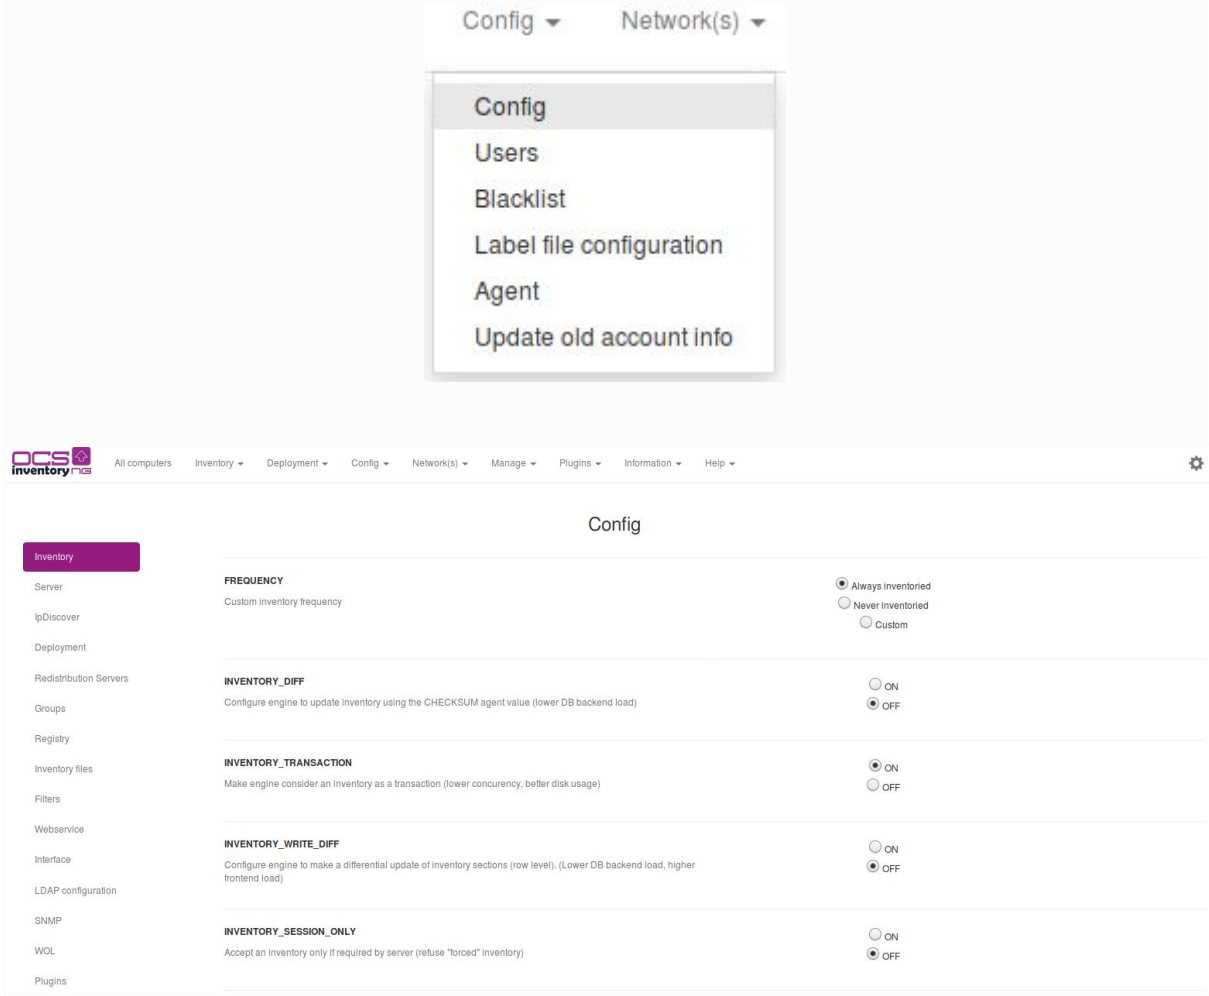 Config Network(s)
Config
Users
Blacklist
Label file configuration
Agent
Update old account info
OCS
inventory NG
All computers Inventory Deployment Config Network(s) Manage Plugins Information Help
Config
Inventory
Server
IpDiscover
Deployment
Redistribution Servers
Groups
Registry
Inventory files
Filters
Webservice
Interface
LDAP configuration
SNMP
WOL
Plugins
FREQUENCY
Custom inventory frequency
Always inventoried
Never inventoried
Custom
INVENTORY_DIFF
Configure engine to update inventory using the CHECKSUM agent value (lower DB backend load)
ON
OFF
INVENTORY_TRANSACTION
Make engine consider an inventory as a transaction (lower concurency, better disk usage)
ON
OFF
INVENTORY_WRITE_DIFF
Configure engine to make a differential update of inventory sections (row level). (Lower DB backend load, higher
frontend load)
ON
OFF
INVENTORY_SESSION_ONLY
Accept an inventory only if required by server (refuse "forced" inventory)
ON
OFF